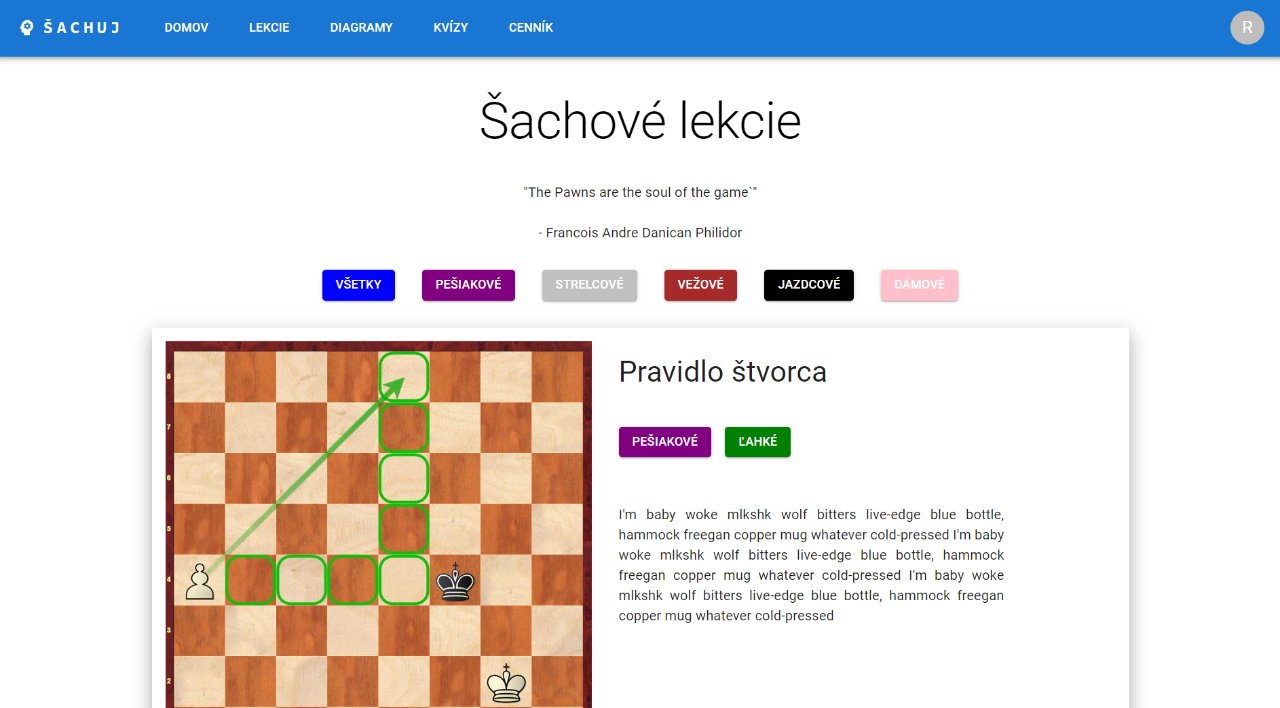 ŠACHUJ DOMOV LEKCIE DIAGRAMY KVÍZY CENNÍK R
Šachové lekcie
"The Pawns are the soul of the game`"
- Francois Andre Danican Philidor
VŠETKY PEŠIAKOVÉ STRELCOVÉ VEŽOVÉ JAZDCOVÉ DÁMOVÉ
8
7
6
5
4
3
2
Pravidlo štvorca
PEŠIAKOVÉ ĽAHKÉ
I'm baby woke mlkshk wolf bitters live-edge blue bottle,
hammock freegan copper mug whatever cold-pressed I'm baby
woke mlkshk wolf bitters live-edge blue bottle, hammock
freegan copper mug whatever cold-pressed I'm baby woke
mlkshk wolf bitters live-edge blue bottle, hammock freegan
copper mug whatever cold-pressed